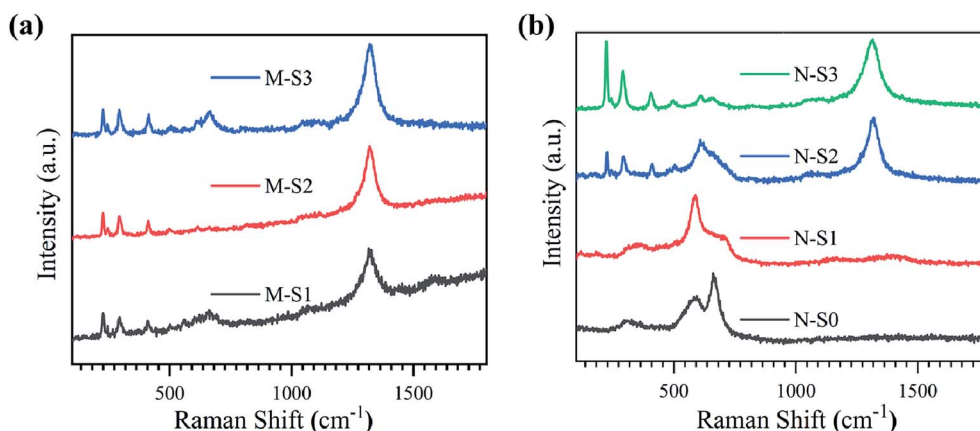 (a)
M-S3
M-S2
M-S1
Intensity (a.u.)
500
1000
1500
Raman Shift (cm⁻¹)
(b)
N-S3
N-S2
N-S1
N-S0
Intensity (a.u.)
500
1000
1500
Raman Shift (cm⁻¹)